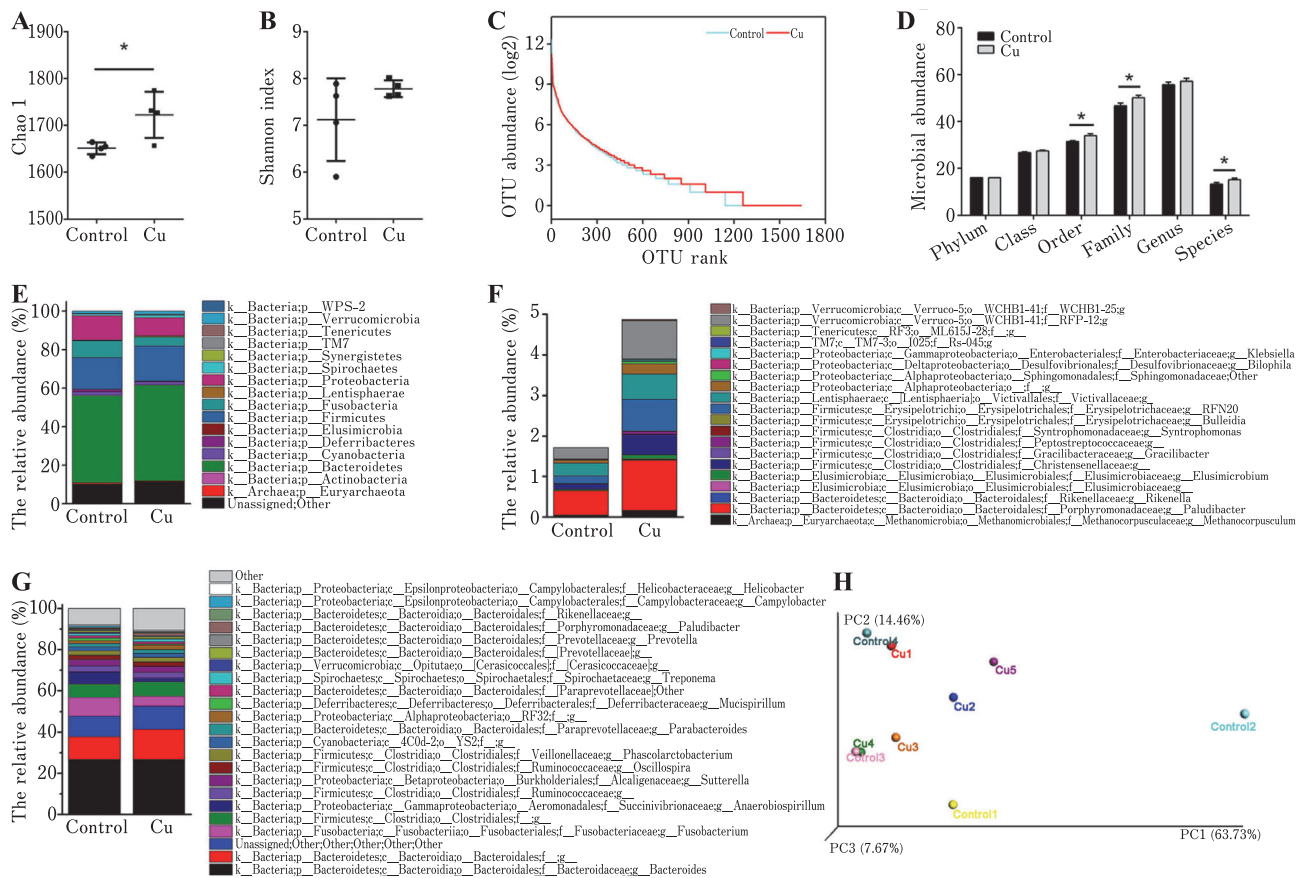 A
1900
1800
1700
1600
1500
Chao 1
*
Control
Cu
B
9
8
7
6
5
Shannon index
Control
Cu
C
12
9
6
3
0
OTU abundance (log2)
Control
Cu
0
300
600
900
1200
1500
1800
OTU rank
D
80
60
40
20
0
Microbial abundance
Control
Cu
*
*
*
Phylum
Class
Order
Family
Genus
Species
E
100
80
60
40
20
0
The relative abundance (%)
Control
Cu
k__Bacteria;p__WPS-2
k__Bacteria;p__Verrucomicrobia
k__Bacteria;p__Tenericutes
k__Bacteria;p__TM7
k__Bacteria;p__Synergistetes
k__Bacteria;p__Spirochaetes
k__Bacteria;p__Proteobacteria
k__Bacteria;p__Lentisphaerae
k__Bacteria;p__Fusobacteria
k__Bacteria;p__Firmicutes
k__Bacteria;p__Elusimicrobia
k__Bacteria;p__Deferribacteres
k__Bacteria;p__Cyanobacteria
k__Bacteria;p__Bacteroidetes
k__Bacteria;p__Actinobacteria
k__Archaea;p__Euryarchaeota
Unassigned;Other
F
5
4
3
2
1
0
The relative abundance (%)
Control
Cu
k__Bacteria;p__Verrucomicrobia;c__Verruco-5;o__WCHB1-41;f__WCHB1-25;g
k__Bacteria;p__Verrucomicrobia;c__Verruco-5;o__WCHB1-41;f__RFP-12;g
k__Bacteria;p__Tenericutes;c__RF3;o__ML615J-28;f__;g__
k__Bacteria;p__TM7;c__TM7-3;o__I025;f__Rs-045;g
k__Bacteria;p__Proteobacteria;c__Gammaproteobacteria;o__Enterobacteriales;f__Enterobacteriaceae;g__Klebsiella
k__Bacteria;p__Proteobacteria;c__Deltaproteobacteria;o__Desulfovibrionales;f__Desulfovibrionaceae;g__Bilophila
k__Bacteria;p__Proteobacteria;c__Alphaproteobacteria;o__Sphingomonadales;f__Sphingomonadaceae;Other
k__Bacteria;p__Proteobacteria;c__Alphaproteobacteria;o__;f__;g
k__Bacteria;p__Lentisphaerae;c__[Lentisphaeria];o__Victivallales;f__Victivallaceae;g__
k__Bacteria;p__Firmicutes;c__Erysipelotrichi;o__Erysipelotrichales;f__Erysipelotrichaceae;g__RFN20
k__Bacteria;p__Firmicutes;c__Erysipelotrichi;o__Erysipelotrichales;f__Erysipelotrichaceae;g__Bulleidia
k__Bacteria;p__Firmicutes;c__Clostridia;o__Clostridiales;f__Syntrophomonadaceae;g__Syntrophomonas
k__Bacteria;p__Firmicutes;c__Clostridia;o__Clostridiales;f__Peptostreptococcaceae;g__
k__Bacteria;p__Firmicutes;c__Clostridia;o__Clostridiales;f__Gracilibacteraceae;g__Gracilibacter
k__Bacteria;p__Firmicutes;c__Clostridia;o__Clostridiales;f__Christensenellaceae;g__
k__Bacteria;p__Elusimicrobia;c__Elusimicrobia;o__Elusimicrobiales;f__Elusimicrobiaceae;g__Elusimicrobium
k__Bacteria;p__Elusimicrobia;c__Elusimicrobia;o__Elusimicrobiales;f__Elusimicrobiaceae;g__
k__Bacteria;p__Bacteroidetes;c__Bacteroidia;o__Bacteroidales;f__Rikenellaceae;g__Rikenella
k__Bacteria;p__Bacteroidetes;c__Bacteroidia;o__Bacteroidales;f__Porphyromonadaceae;g__Paludibacter
k__Archaea;p__Euryarchaeota;c__Methanomicrobia;o__Methanomicrobiales;f__Methanocorpusculaceae;g__Methanocorpusculum
G
100
80
60
40
20
0
The relative abundance (%)
Control
Cu
Other
k__Bacteria;p__Proteobacteria;c__Epsilonproteobacteria;o__Campylobacterales;f__Helicobacteraceae;g__Helicobacter
k__Bacteria;p__Proteobacteria;c__Epsilonproteobacteria;o__Campylobacterales;f__Campylobacteraceae;g__Campylobacter
k__Bacteria;p__Bacteroidetes;c__Bacteroidia;o__Bacteroidales;f__Rikenellaceae;g__
k__Bacteria;p__Bacteroidetes;c__Bacteroidia;o__Bacteroidales;f__Porphyromonadaceae;g__Paludibacter
k__Bacteria;p__Bacteroidetes;c__Bacteroidia;o__Bacteroidales;f__Prevotellaceae;g__Prevotella
k__Bacteria;p__Bacteroidetes;c__Bacteroidia;o__Bacteroidales;f__[Prevotellaceae];g__
k__Bacteria;p__Verrucomicrobia;c__Opitutae;o__[Cerasicoccales];f__[Cerasicoccaceae];g__
k__Bacteria;p__Spirochaetes;c__Spirochaetes;o__Spirochaetales;f__Spirochaetaceae;g__Treponema
k__Bacteria;p__Bacteroidetes;c__Bacteroidia;o__Bacteroidales;f__[Paraprevotellaceae];Other
k__Bacteria;p__Deferribacteres;c__Deferribacteres;o__Deferribacterales;f__Deferribacteraceae;g__Mucispirillum
k__Bacteria;p__Proteobacteria;c__Alphaproteobacteria;o__RF32;f__;g__
k__Bacteria;p__Bacteroidetes;c__Bacteroidia;o__Bacteroidales;f__Paraprevotellaceae;g__Parabacteroides
k__Bacteria;p__Cyanobacteria;c__4C0d-2;o__YS2;f__;g__
k__Bacteria;p__Firmicutes;c__Clostridia;o__Clostridiales;f__Veillonellaceae;g__Phascolarctobacterium
k__Bacteria;p__Firmicutes;c__Clostridia;o__Clostridiales;f__Ruminococcaceae;g__Oscillospira
k__Bacteria;p__Proteobacteria;c__Betaproteobacteria;o__Burkholderiales;f__Alcaligenaceae;g__Sutterella
k__Bacteria;p__Firmicutes;c__Clostridia;o__Clostridiales;f__Ruminococcaceae;g__
k__Bacteria;p__Proteobacteria;c__Gammaproteobacteria;o__Aeromonadales;f__Succinivibrionaceae;g__Anaerobiospirillum
k__Bacteria;p__Firmicutes;c__Clostridia;o__Clostridiales;f__;g__
k__Bacteria;p__Fusobacteria;c__Fusobacteriia;o__Fusobacteriales;f__Fusobacteriaceae;g__Fusobacterium
Unassigned;Other;Other;Other;Other;Other
k__Bacteria;p__Bacteroidetes;c__Bacteroidia;o__Bacteroidales;f__;g__
k__Bacteria;p__Bacteroidetes;c__Bacteroidia;o__Bacteroidales;f__Bacteroidaceae;g__Bacteroides
H
PC2 (14.46%)
Control4
Cu1
Cu5
Cu2
Control2
Cu3
Cu4
Cotrol3
Control1
PC1 (63.73%)
PC3 (7.67%)